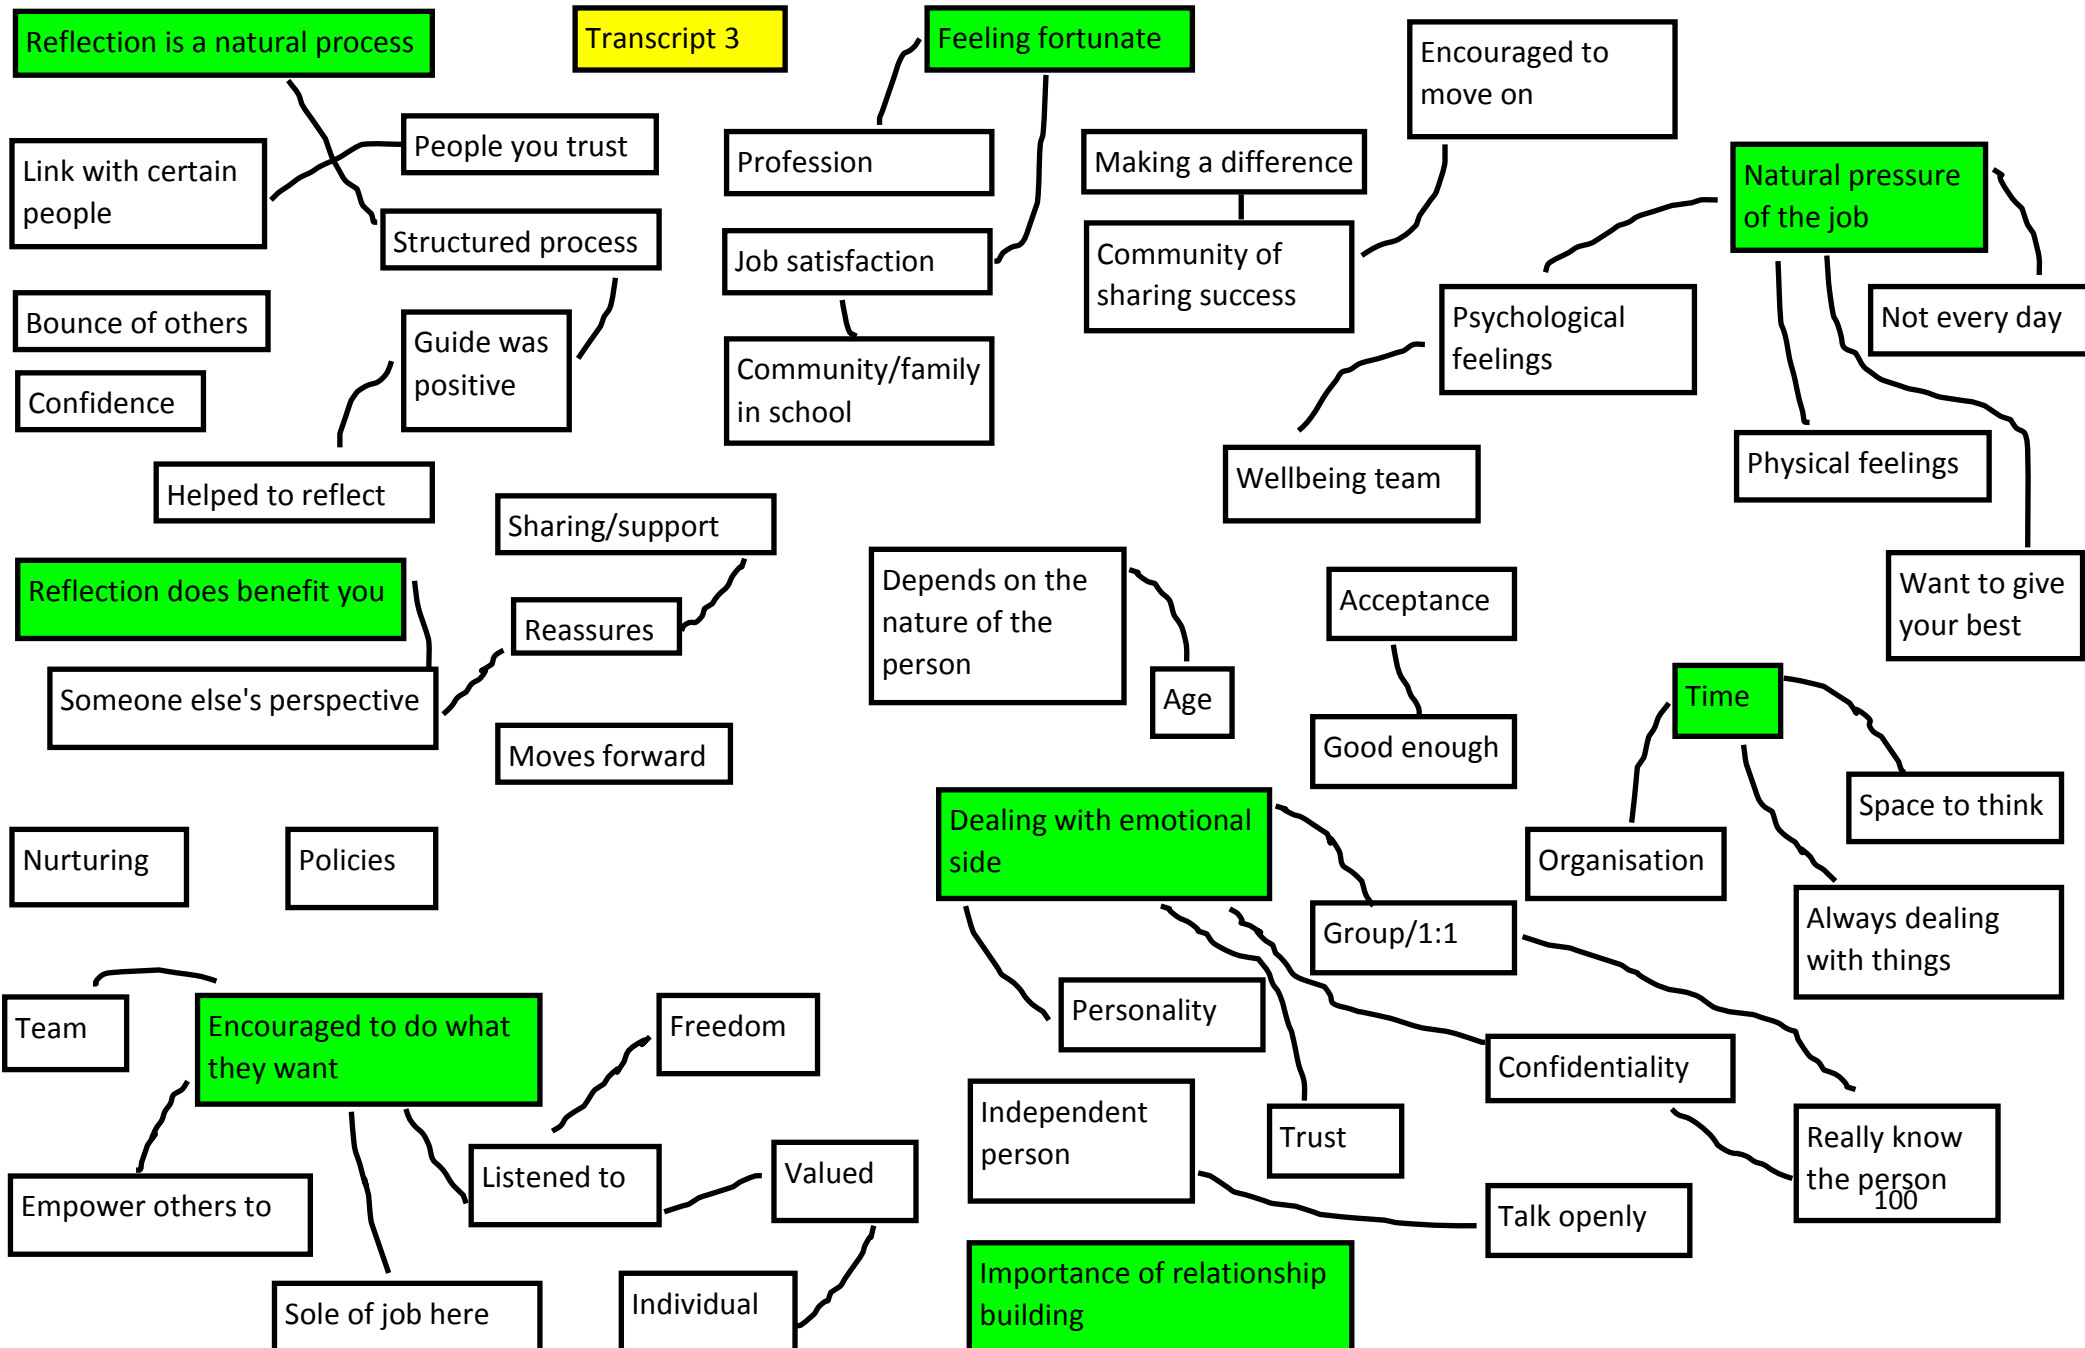 Reflection is a natural process
Transcript 3
Feeling fortunate
Encouraged to
move on
People you trust
Link with certain
people
Profession
Making a difference
Natural pressure
of the job
Structured process
Job satisfaction
Community of
sharing success
Bounce of others
Guide was
positive
Psychological
feelings
Not every day
Confidence
Community/family
in school
Wellbeing team
Physical feelings
Helped to reflect
Sharing/support
Reflection does benefit you
Reassures
Depends on the
nature of the
person
Acceptance
Want to give
your best
Someone else's perspective
Age
Time
Moves forward
Good enough
Space to think
Nurturing
Policies
Dealing with emotional
side
Organisation
Group/1:1
Always dealing
with things
Team
Encouraged to do what
they want
Freedom
Personality
Confidentiality
Independent
person
Trust
Really know
the person
100
Empower others to
Listened to
Valued
Talk openly
Sole of job here
Individual
Importance of relationship
building